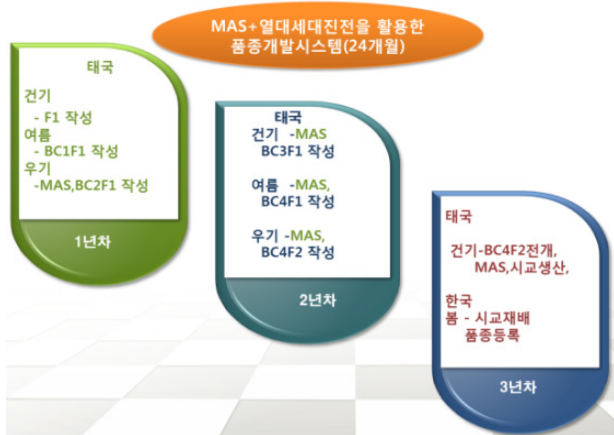 MAS+열대세대진전을 활용한
품종개발시스템(24개월)
태국
건기
- F1 작성
여름
- BC1F1 작성
우기
-MAS,BC2F1 작성
1년차
태국
건기 -MAS
BC3F1 작성
여름 -MAS,
BC4F1 작성
우기 -MAS,
BC4F2 작성
2년차
태국
건기-BC4F2전개,
MAS,시교생산,
한국
봄 - 시교재배
품종등록
3년차